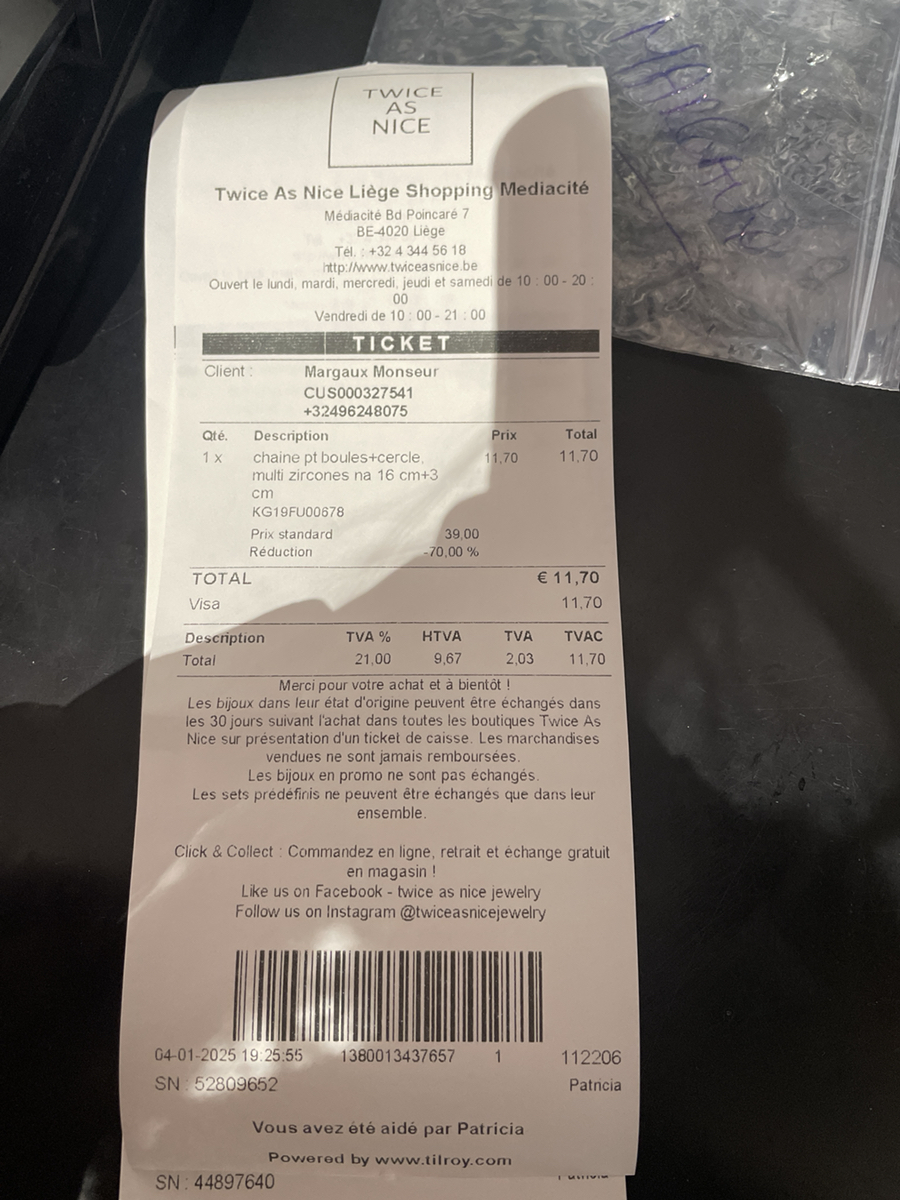 TWICE
AS
NICE
Twice As Nice Liège Shopping Mediacité
Médiacité Bd Poincaré 7
BE-4020 Liège
Tél. : +32 4 344 56 18
http://www.twiceasnice.be
Ouvert le lundi, mardi, mercredi, jeudi et samedi de 10 : 00 - 20 :
00
Vendredi de 10 : 00 - 21 : 00
TICKET
Client : Margaux Monseur
CUS000327541
+32496248075
Qté. Description Prix Total
1 x chaine pt boules+cercle, 11,70 11,70
multi zircones na 16 cm+3
cm
KG19FU00678
Prix standard 39,00
Réduction -70,00 %
TOTAL € 11,70
Visa 11,70
Description TVA % HTVA TVA TVAC
Total 21,00 9,67 2,03 11,70
Merci pour votre achat et à bientôt !
Les bijoux dans leur état d'origine peuvent être échangés dans
les 30 jours suivant l'achat dans toutes les boutiques Twice As
Nice sur présentation d'un ticket de caisse. Les marchandises
vendues ne sont jamais remboursées.
Les bijoux en promo ne sont pas échangés.
Les sets prédéfinis ne peuvent être échangés que dans leur
ensemble.
Click & Collect : Commandez en ligne, retrait et échange gratuit
en magasin !
Like us on Facebook - twice as nice jewelry
Follow us on Instagram @twiceasnicejewelry
04-01-2025 19:25:55 1380013437657 1 112206
SN : 52809652 Patricia
Vous avez été aidé par Patricia
Powered by www.tilroy.com
SN : 44897640